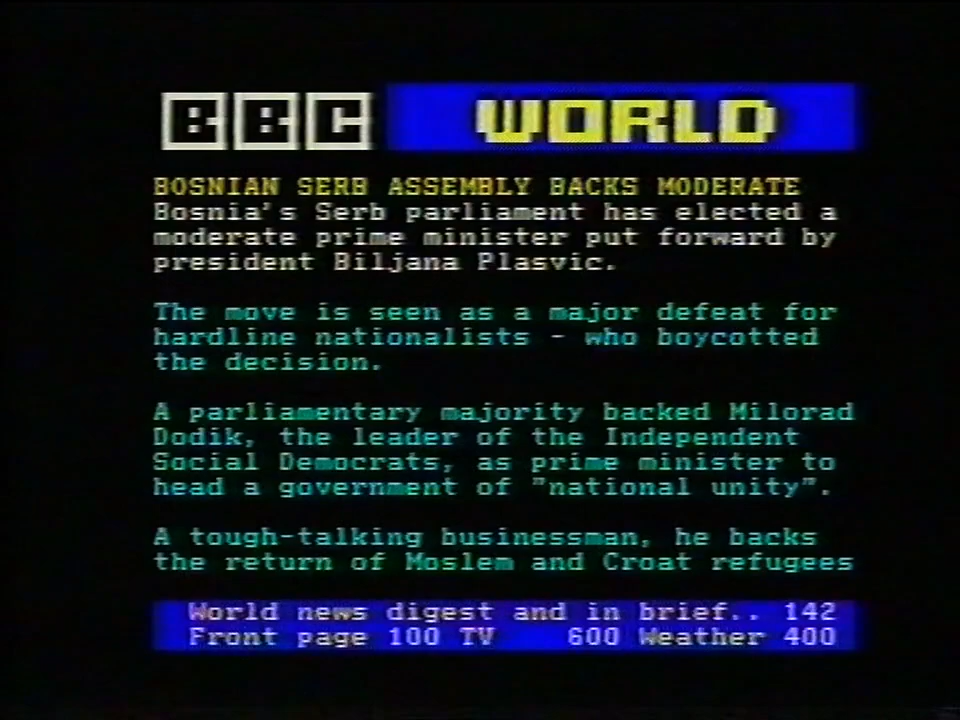 BBC WORLD
BOSNIAN SERB ASSEMBLY BACKS MODERATE
Bosnia's Serb parliament has elected a
moderate prime minister put forward by
president Biljana Plasvic.
The move is seen as a major defeat for
hardline nationalists - who boycotted
the decision.
A parliamentary majority backed Milorad
Dodik, the leader of the Independent
Social Democrats, as prime minister to
head a government of "national unity".
A tough-talking businessman, he backs
the return of Moslem and Croat refugees
World news digest and in brief.. 142
Front page 100 TV 600 Weather 400